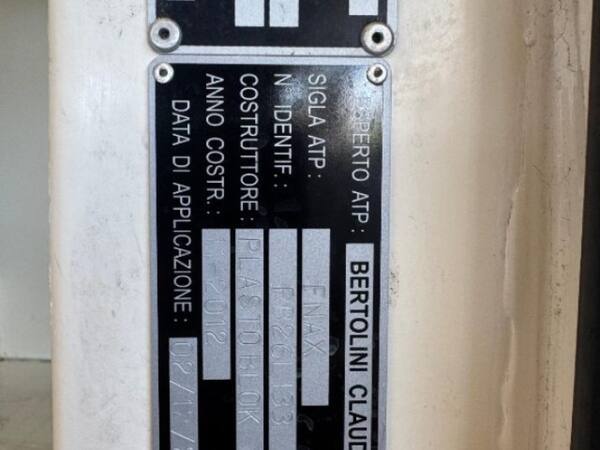 ESPERTO ATP: BERTOLINI CLAUD
SIGLA ATP: FNAX
N° IDENTIF.:
COSTRUTTORE: PLASTOBLOK
ANNO COSTR.: 2012
DATA DI APPLICAZIONE: